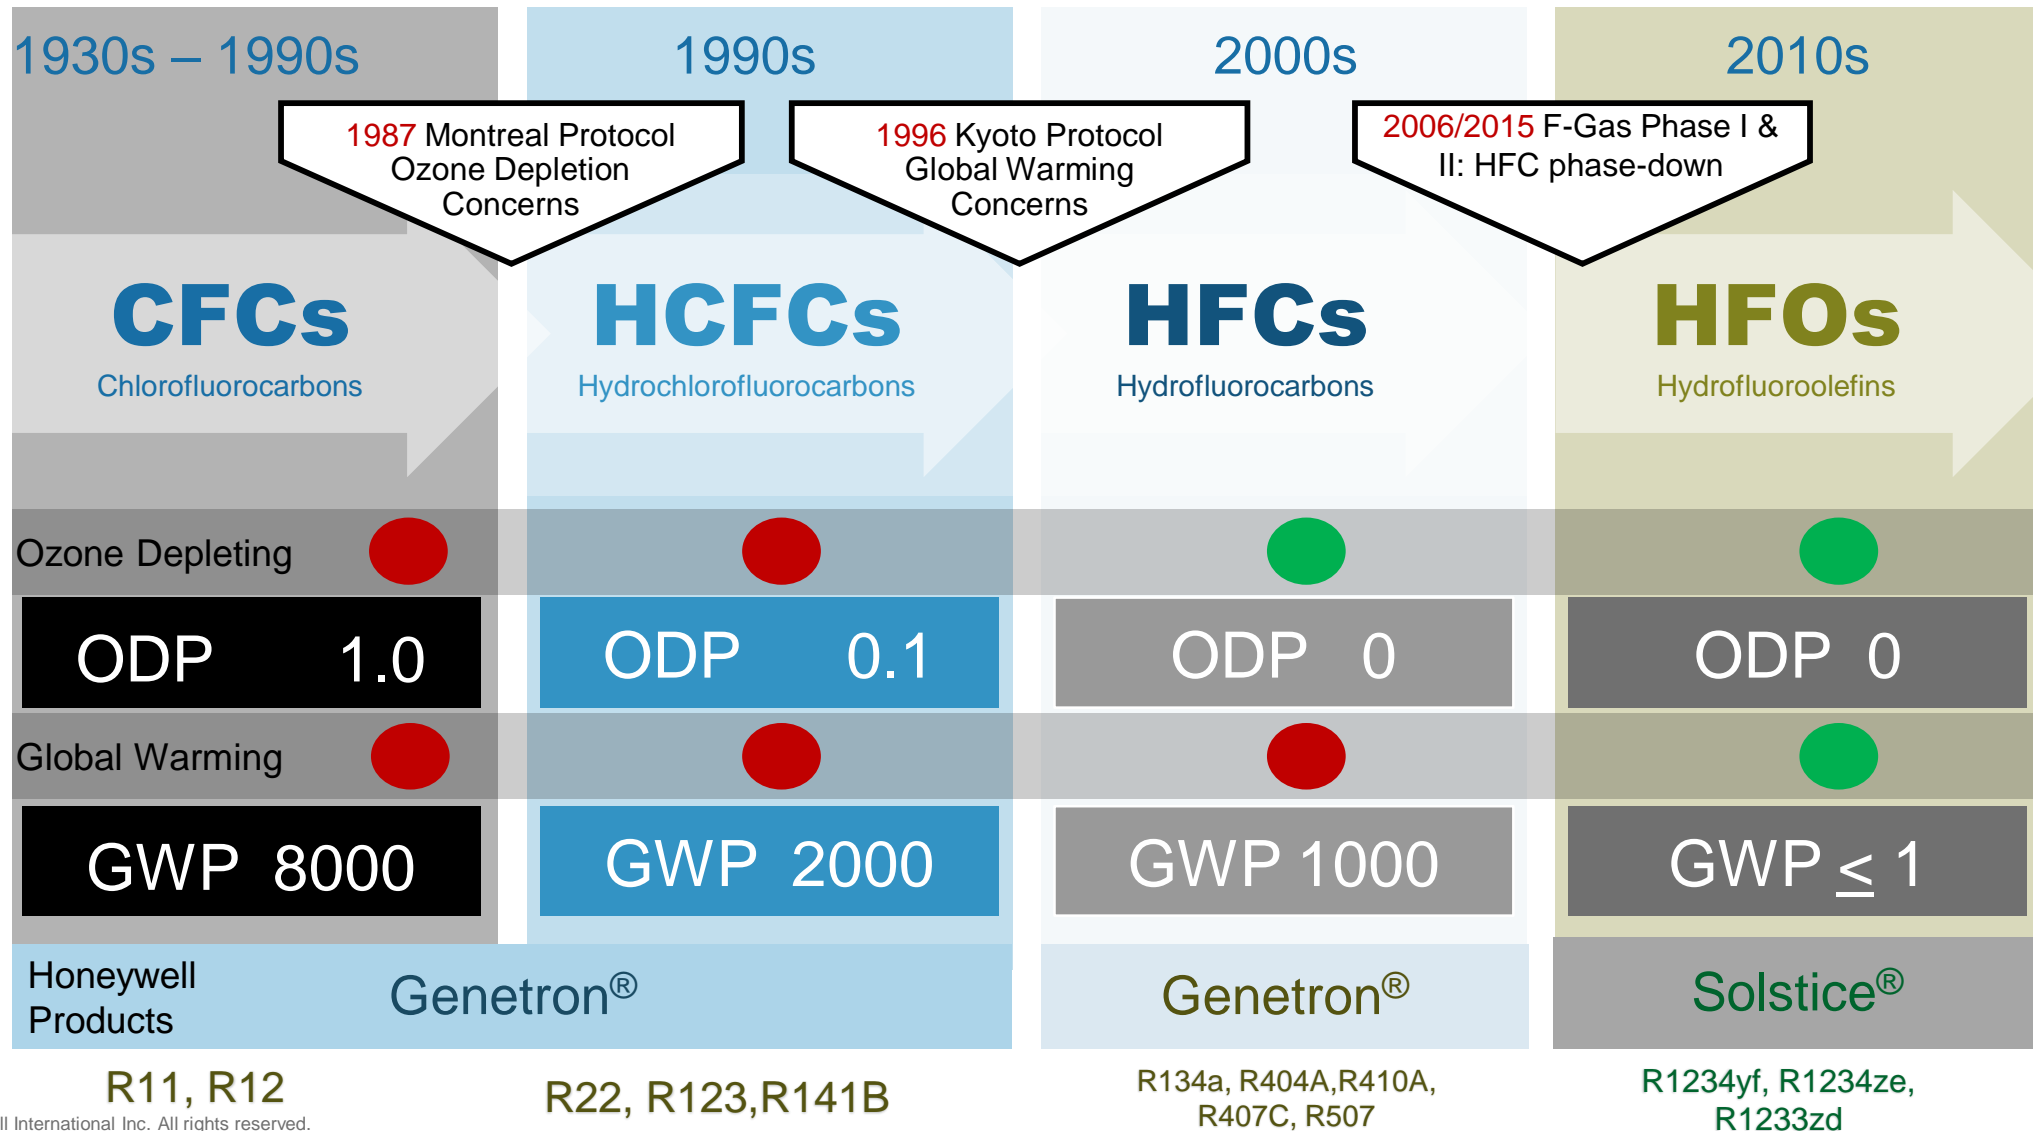 1930s – 1990s
1990s
2000s
2010s
1987 Montreal Protocol
Ozone Depletion
Concerns
1996 Kyoto Protocol
Global Warming
Concerns
2006/2015 F-Gas Phase I &
II: HFC phase-down
CFCs
Chlorofluorocarbons
HCFCs
Hydrochlorofluorocarbons
HFCs
Hydrofluorocarbons
HFOs
Hydrofluoroolefins
Ozone Depleting
ODP 1.0
ODP 0.1
ODP 0
ODP 0
Global Warming
GWP 8000
GWP 2000
GWP 1000
GWP ≤ 1
Honeywell
Products
Genetron®
Genetron®
Solstice®
R11, R12
R22, R123,R141B
R134a, R404A,R410A,
R407C, R507
R1234yf, R1234ze,
R1233zd
International Inc. All rights reserved.